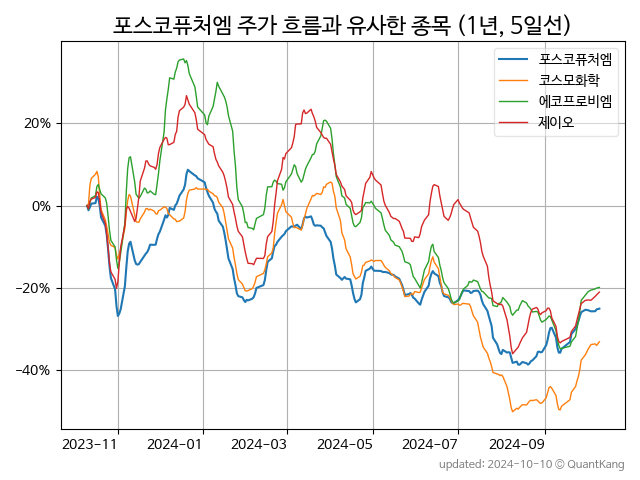 포스코퓨처엠 주가 흐름과 유사한 종목 (1년, 5일선)
포스코퓨처엠
코스모화학
에코프로비엠
제이오
20%
0%
−20%
−40%
2023-11 2024-01 2024-03 2024-05 2024-07 2024-09
updated: 2024-10-10 © QuantKang